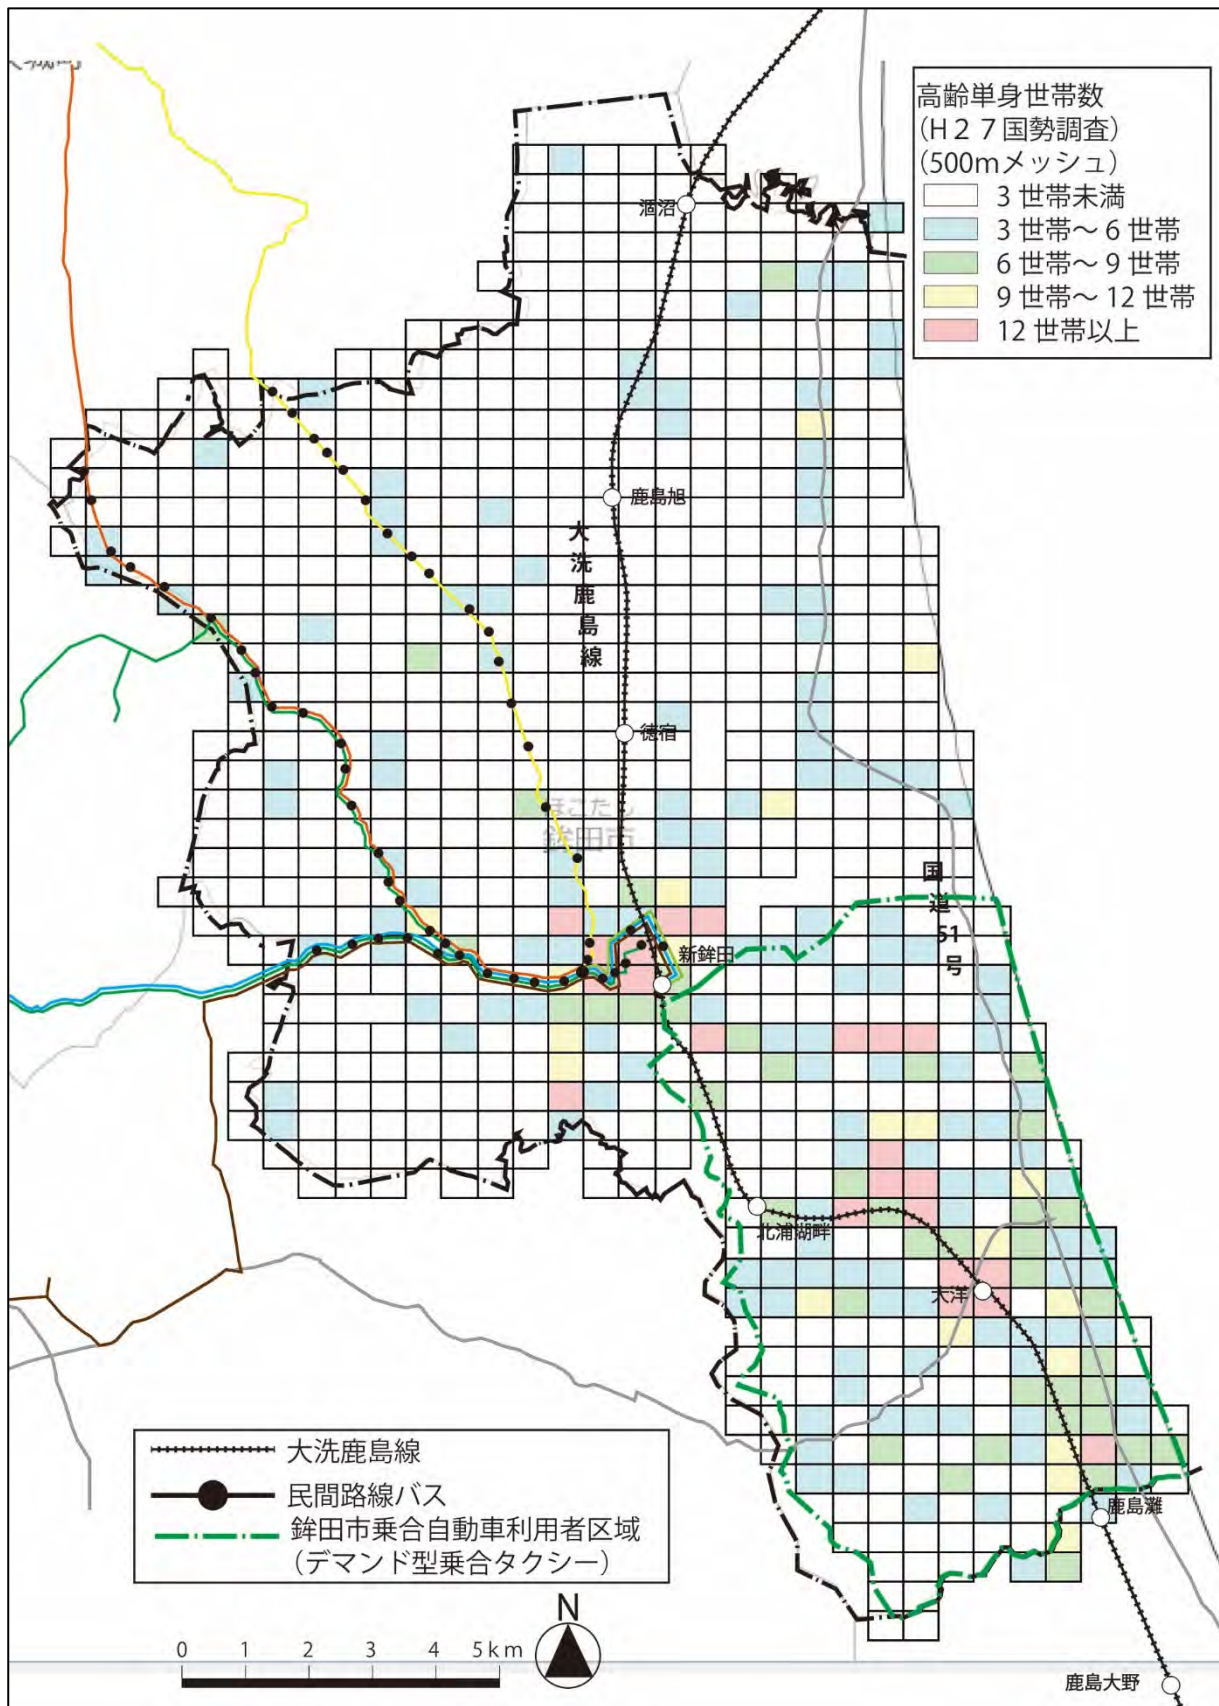 高齢単身世帯数
(H27国勢調査)
(500mメッシュ)
3世帯未満
3世帯～6世帯
6世帯～9世帯
9世帯～12世帯
12世帯以上
涸沼
鹿島旭
大洗鹿島線
徳宿
ほこたし
鉾田市
国道51号
新鉾田
北浦湖畔
大洋
大洗鹿島線
民間路線バス
鉾田市乗合自動車利用者区域
(デマンド型乗合タクシー)
鹿島灘
N
0 1 2 3 4 5km
鹿島大野